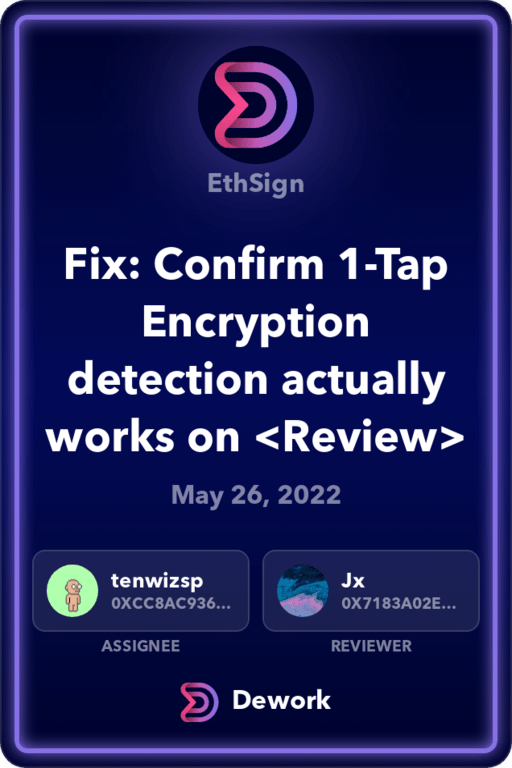 EthSign
Fix: Confirm 1-Tap
Encryption
detection actually
works on <Review>
May 26, 2022
tenwizsp
0XCC8AC936...
ASSIGNEE
Jx
0X7183A02E...
REVIEWER
Dework